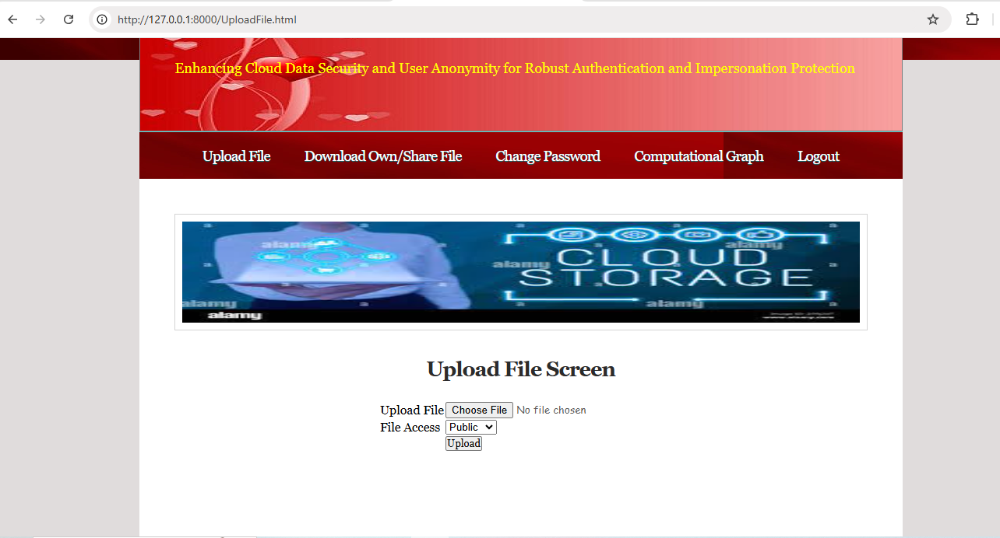 http://127.0.0.1:8000/UploadFile.html
Enhancing Cloud Data Security and User Anonymity for Robust Authentication and Impersonation Protection
Upload File Download Own/Share File Change Password Computational Graph Logout
alamy alamy
a a a a
CLOUD
alamy
STORAGE
alamy alamy
alamy
Upload File Screen
Upload File Choose File No file chosen
File Access Public
Upload